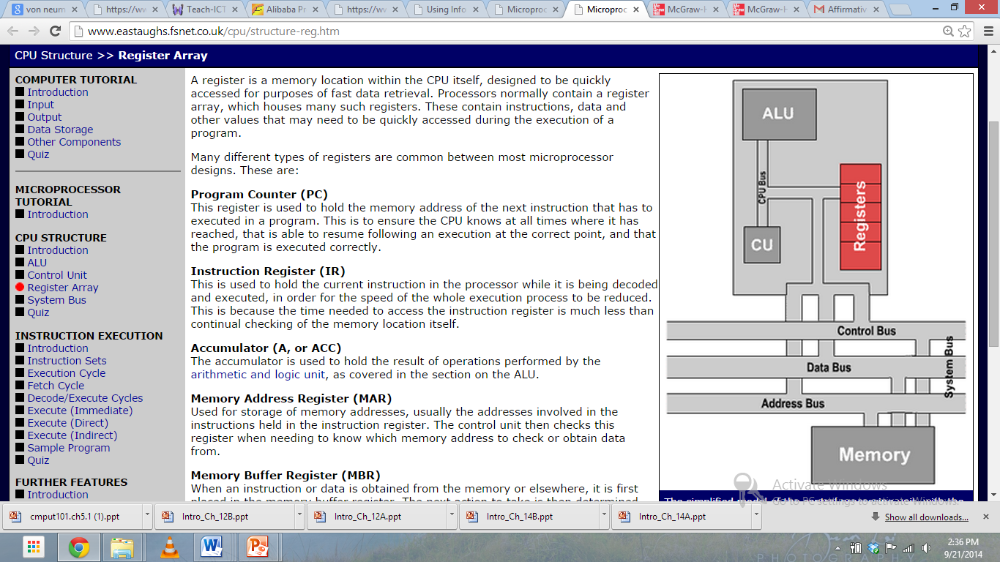 von neum
https://ww
Teach-ICT
Alibaba Pr
https://ww
Using Info
Microproc
Microproc
McGraw-H
McGraw-H
Affirmativ
www.eastaughs.fsnet.co.uk/cpu/structure-reg.htm
CPU Structure >> Register Array
COMPUTER TUTORIAL
Introduction
Input
Output
Data Storage
Other Components
Quiz
MICROPROCESSOR
TUTORIAL
Introduction
CPU STRUCTURE
Introduction
ALU
Control Unit
Register Array
System Bus
Quiz
INSTRUCTION EXECUTION
Introduction
Instruction Sets
Execution Cycle
Fetch Cycle
Decode/Execute Cycles
Execute (Immediate)
Execute (Direct)
Execute (Indirect)
Sample Program
Quiz
FURTHER FEATURES
Introduction
A register is a memory location within the CPU itself, designed to be quickly
accessed for purposes of fast data retrieval. Processors normally contain a register
array, which houses many such registers. These contain instructions, data and
other values that may need to be quickly accessed during the execution of a
program.
Many different types of registers are common between most microprocessor
designs. These are:
Program Counter (PC)
This register is used to hold the memory address of the next instruction that has to
executed in a program. This is to ensure the CPU knows at all times where it has
reached, that is able to resume following an execution at the correct point, and that
the program is executed correctly.
Instruction Register (IR)
This is used to hold the current instruction in the processor while it is being decoded
and executed, in order for the speed of the whole execution process to be reduced.
This is because the time needed to access the instruction register is much less than
continual checking of the memory location itself.
Accumulator (A, or ACC)
The accumulator is used to hold the result of operations performed by the
arithmetic and logic unit, as covered in the section on the ALU.
Memory Address Register (MAR)
Used for storage of memory addresses, usually the addresses involved in the
instructions held in the instruction register. The control unit then checks this
register when needing to know which memory address to check or obtain data
from.
Memory Buffer Register (MBR)
When an instruction or data is obtained from the memory or elsewhere, it is first
placed in the memory buffer register. The next action to take is then determined
ALU
CPU Bus
Registers
CU
Control Bus
Data Bus
System Bus
Address Bus
Memory
Activate Windows
Go to PC settings to activate Windows.
The simplified model of the
cmput101.ch5.1 (1).ppt
Intro_Ch_12B.ppt
Intro_Ch_12A.ppt
Intro_Ch_14B.ppt
Intro_Ch_14A.ppt
Show all downloads...
2:36 PM
9/21/2014
PHOTOGRAPHY